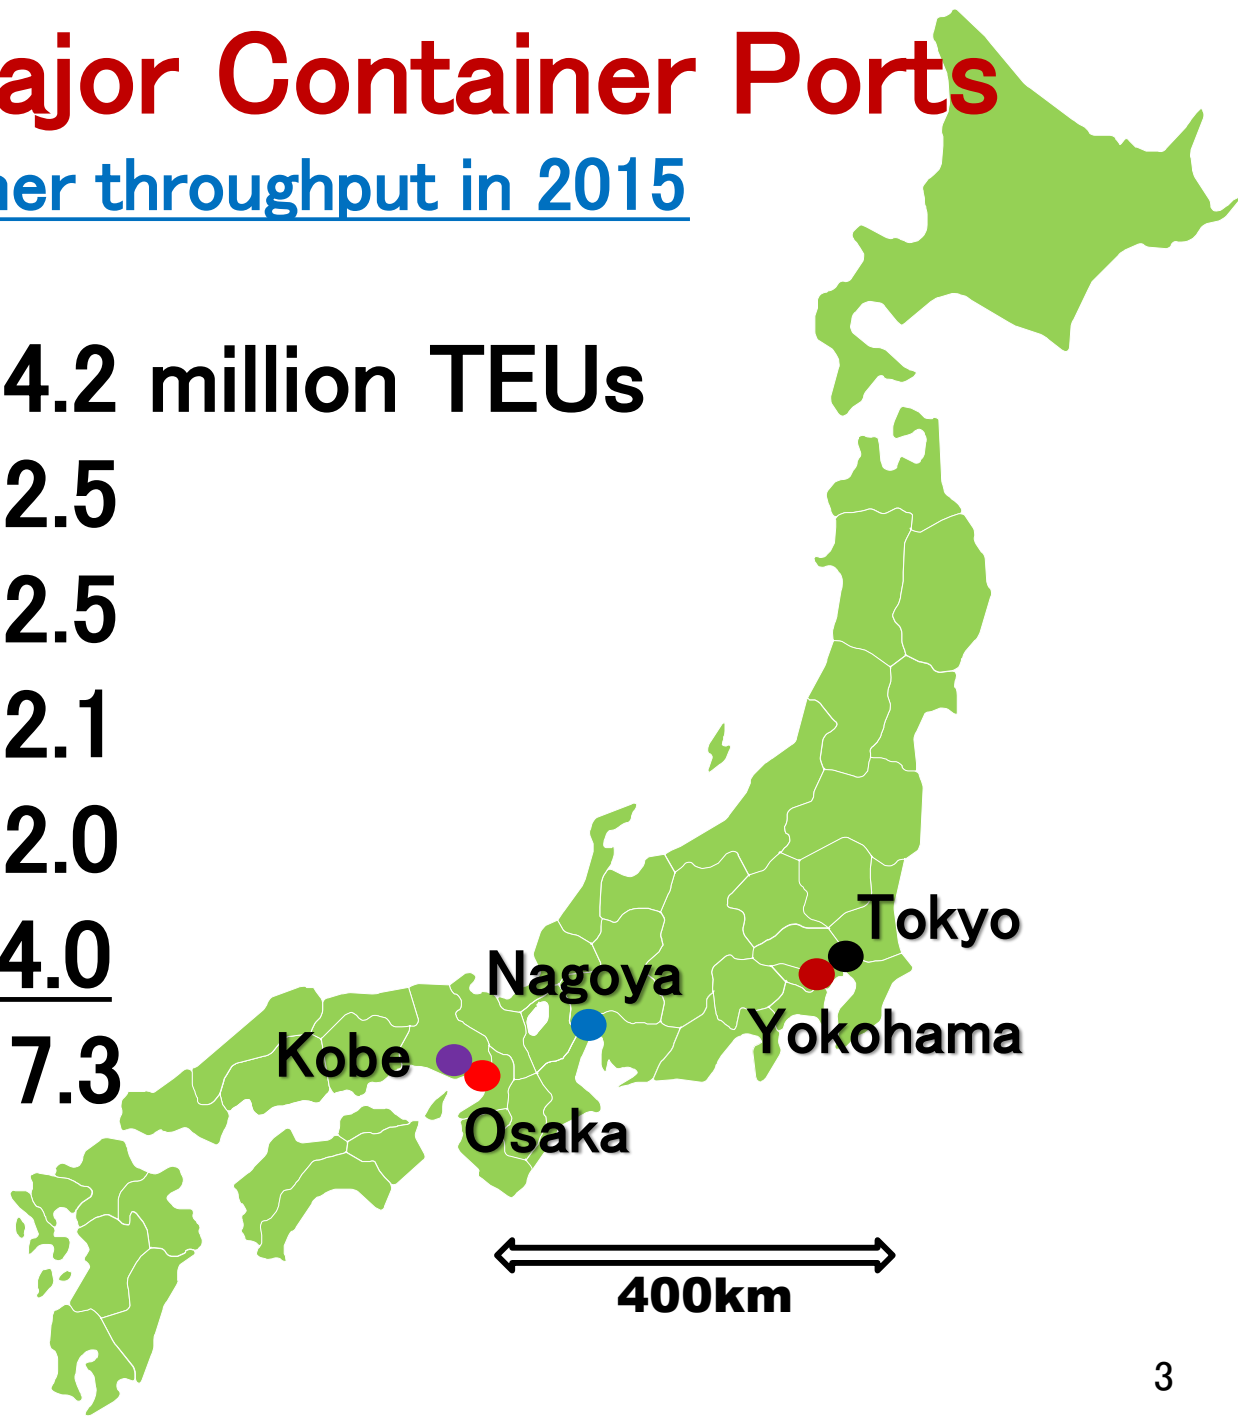 ajor Container Ports
ner throughput in 2015
4.2 million TEUs
2.5
2.5
2.1
2.0
4.0
7.3
Tokyo
Nagoya
Yokohama
Kobe
Osaka
400km
3